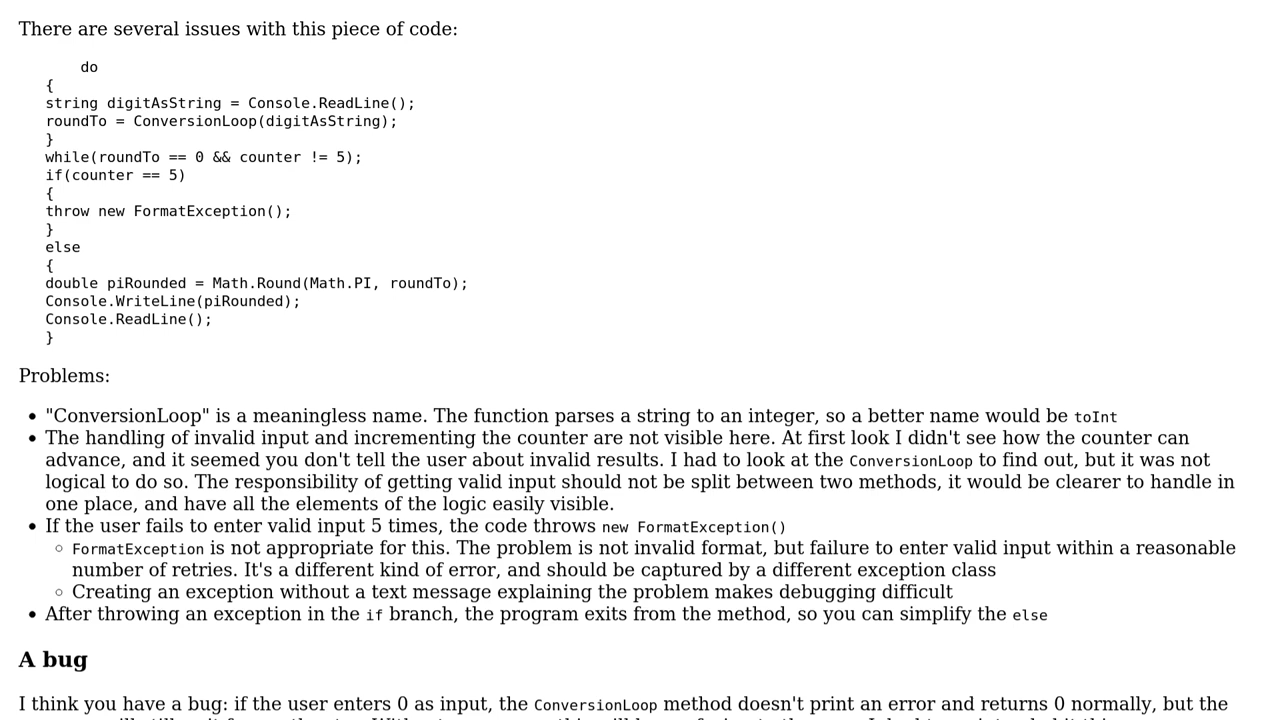 There are several issues with this piece of code:
do
{
string digitAsString = Console.ReadLine();
roundTo = ConversionLoop(digitAsString);
}
while(roundTo == 0 && counter != 5);
if(counter == 5)
{
throw new FormatException();
}
else
{
double piRounded = Math.Round(Math.PI, roundTo);
Console.WriteLine(piRounded);
Console.ReadLine();
}
Problems:
• "ConversionLoop" is a meaningless name. The function parses a string to an integer, so a better name would be toInt
• The handling of invalid input and incrementing the counter are not visible here. At first look I didn't see how the counter can
advance, and it seemed you don't tell the user about invalid results. I had to look at the ConversionLoop to find out, but it was not
logical to do so. The responsibility of getting valid input should not be split between two methods, it would be clearer to handle in
one place, and have all the elements of the logic easily visible.
• If the user fails to enter valid input 5 times, the code throws new FormatException()
◦ FormatException is not appropriate for this. The problem is not invalid format, but failure to enter valid input within a reasonable
number of retries. It's a different kind of error, and should be captured by a different exception class
◦ Creating an exception without a text message explaining the problem makes debugging difficult
• After throwing an exception in the if branch, the program exits from the method, so you can simplify the else
A bug
I think you have a bug: if the user enters 0 as input, the ConversionLoop method doesn't print an error and returns 0 normally, but the